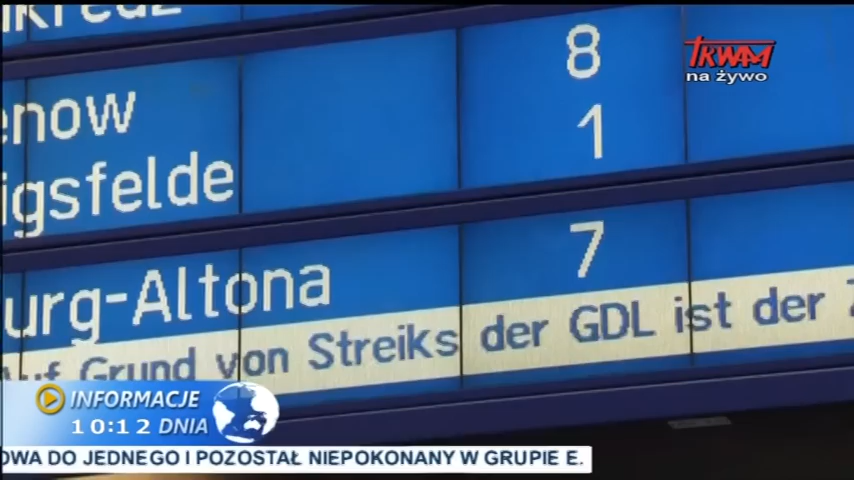 TRWAM
na żywo
8
enow
1
igsfelde
urg-Altona
7
Auf Grund von Streiks der GDL ist der
INFORMACJE
10:12 DNIA
OWA DO JEDNEGO I POZOSTAŁ NIEPOKONANY W GRUPIE E.